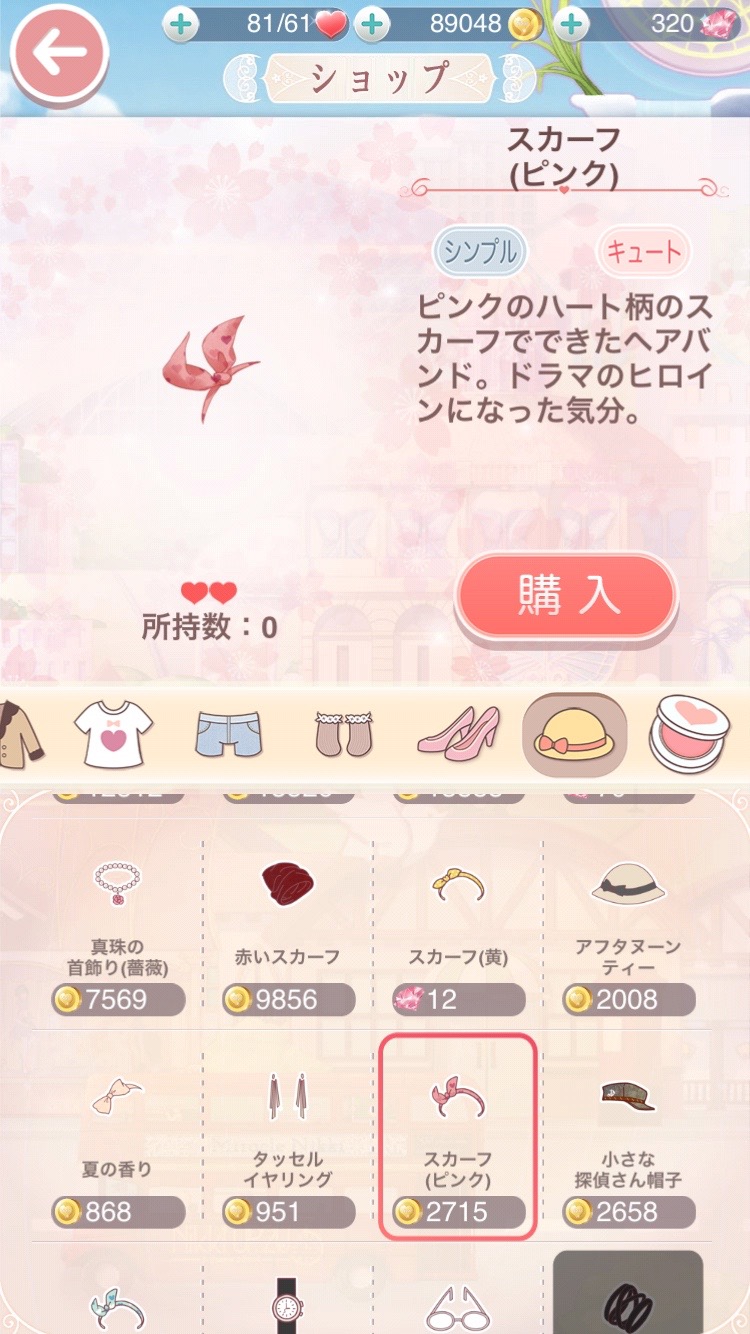 81/61
89048
320
ショップ
スカーフ
(ピンク)
シンプル
キュート
ピンクのハート柄のス
カーフでできたヘアバ
ンド。ドラマのヒロイ
ンになった気分。
所持数：0
購入
真珠の
首飾り(薔薇)
7569
赤いスカーフ
9856
スカーフ(黄)
12
アフタヌーン
ティー
2008
夏の香り
868
タッセル
イヤリング
951
スカーフ
(ピンク)
2715
小さな
探偵さん帽子
2658